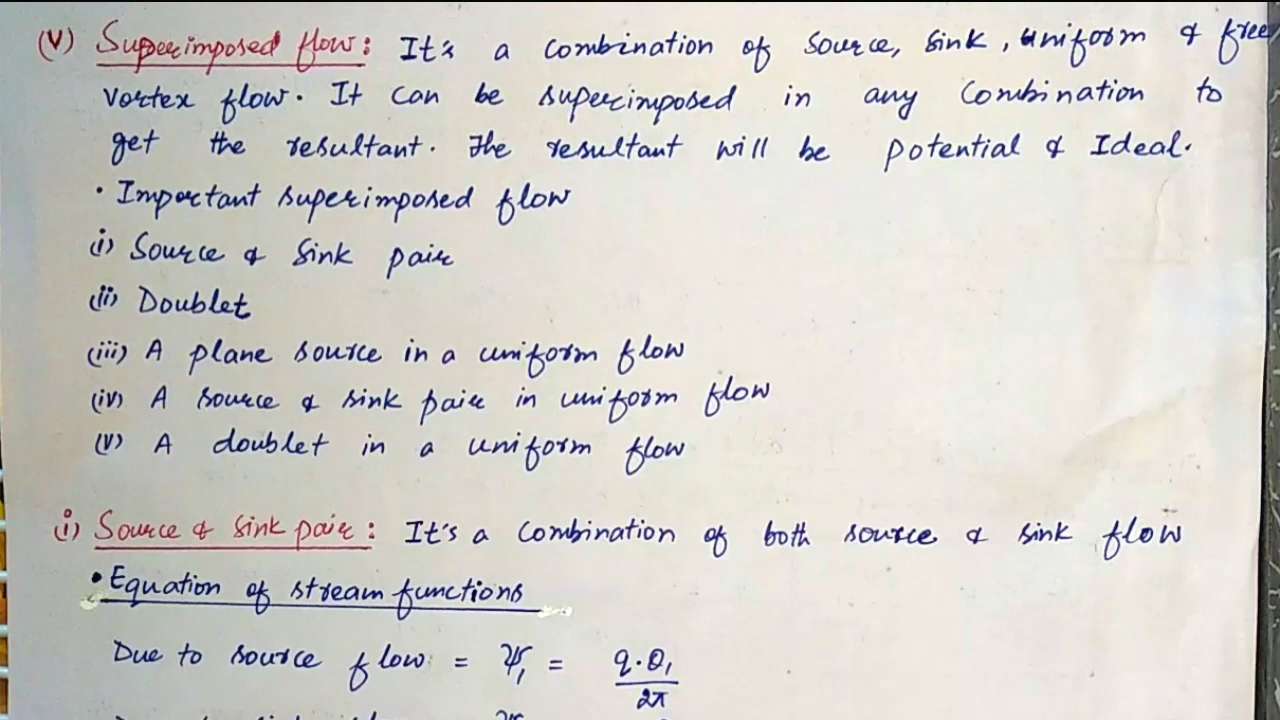 (V) Superimposed flow: It's a combination of source, sink, uniform & free
vortex flow. It can be superimposed in any combination to
get the resultant. The resultant will be potential & Ideal.
• Important superimposed flow
(i) Source & sink pair
(ii) Doublet
(iii) A plane source in a uniform flow
(iv) A source & sink pair in uniform flow
(V) A doublet in a uniform flow
(i) Source & sink pair: It's a combination of both source & sink flow
• Equation of stream functions
Due to source flow = ψ₁ = q.θ₁
2π